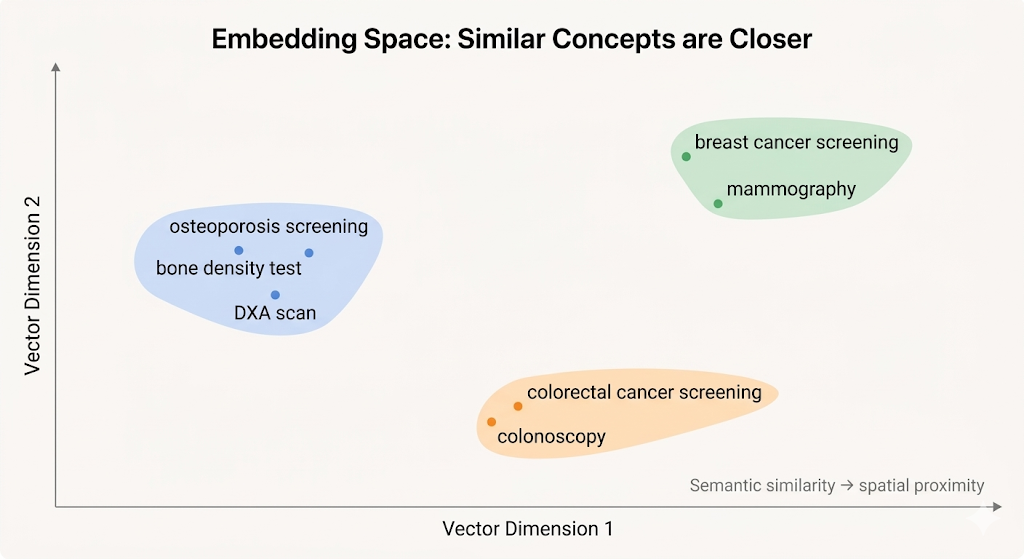 Embedding Space: Similar Concepts are Closer
Vector Dimension 2
breast cancer screening
mammography
osteoporosis screening
bone density test
DXA scan
colorectal cancer screening
colonoscopy
Semantic similarity → spatial proximity
Vector Dimension 1